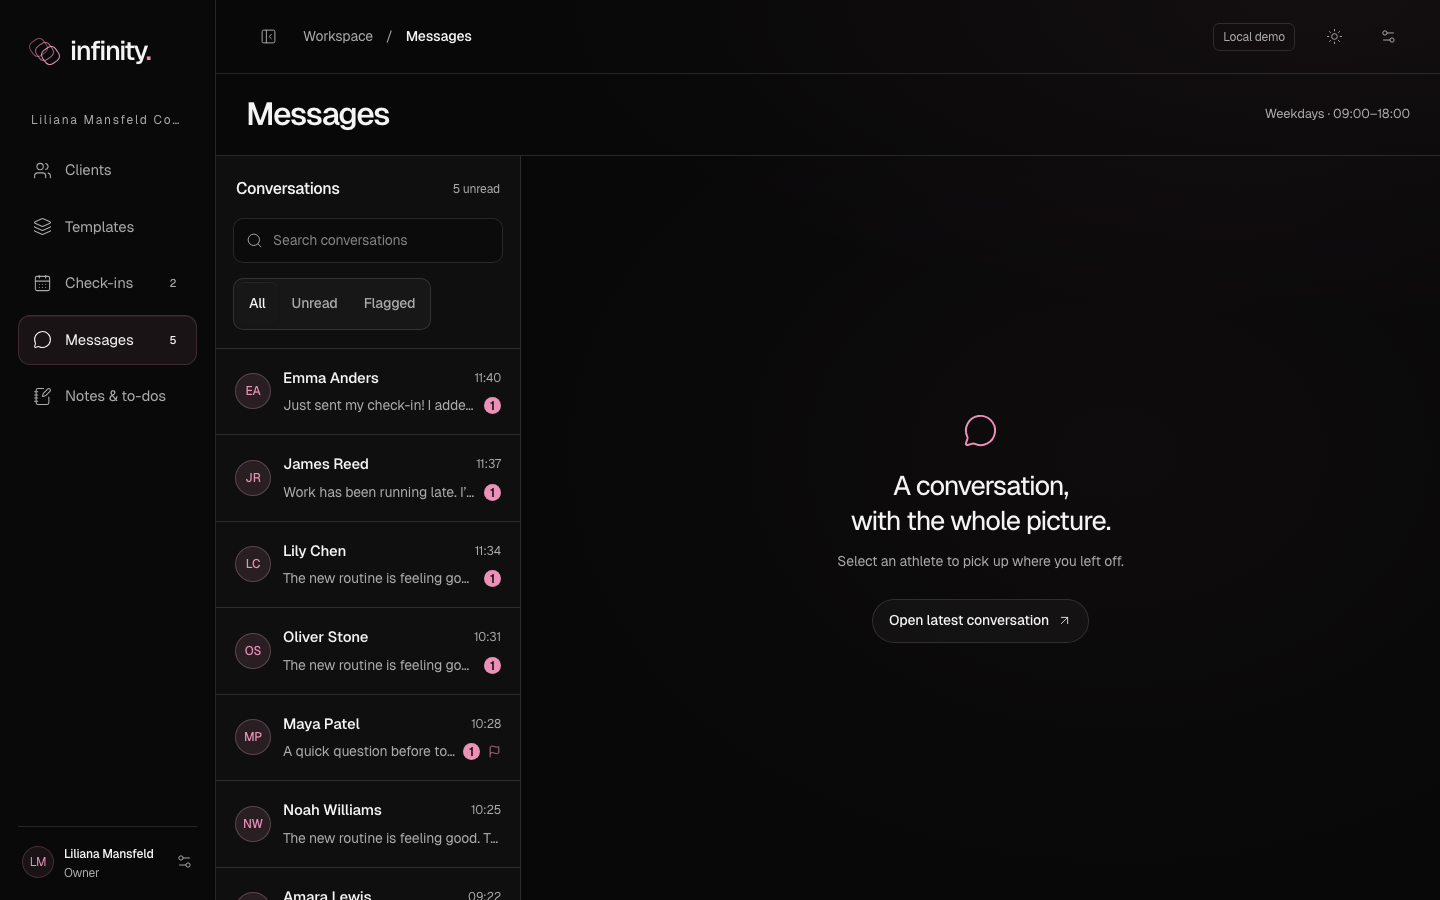 infinity.
Liliana Mansfeld Co…
Clients
Templates
Check-ins 2
Messages 5
Notes & to-dos
LM
Liliana Mansfeld
Owner
Workspace / Messages
Local demo
Messages
Weekdays · 09:00–18:00
Conversations
5 unread
Search conversations
All Unread Flagged
EA
Emma Anders 11:40
Just sent my check-in! I adde… 1
JR
James Reed 11:37
Work has been running late. I'… 1
LC
Lily Chen 11:34
The new routine is feeling go… 1
OS
Oliver Stone 10:31
The new routine is feeling go… 1
MP
Maya Patel 10:28
A quick question before to… 1
NW
Noah Williams 10:25
The new routine is feeling good. T…
Amara Lewis 09:22
A conversation,
with the whole picture.
Select an athlete to pick up where you left off.
Open latest conversation